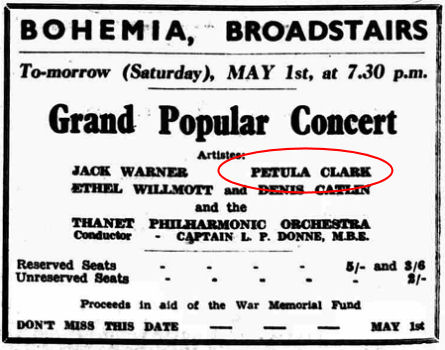 BOHEMIA, BROADSTAIRS
To-morrow (Saturday), MAY 1st, at 7.30 p.m.
Grand Popular Concert
Artistes:
JACK WARNER PETULA CLARK
ETHEL WILLMOTT and DENIS CATLIN
and the
THANET PHILHARMONIC ORCHESTRA
Conductor - CAPTAIN L. P. DONNE, M.B.E.
Reserved Seats - - - - 5/- and 3/6
Unreserved Seats - - - - 2/-
Proceeds in aid of the War Memorial Fund
DON'T MISS THIS DATE — — — MAY 1st